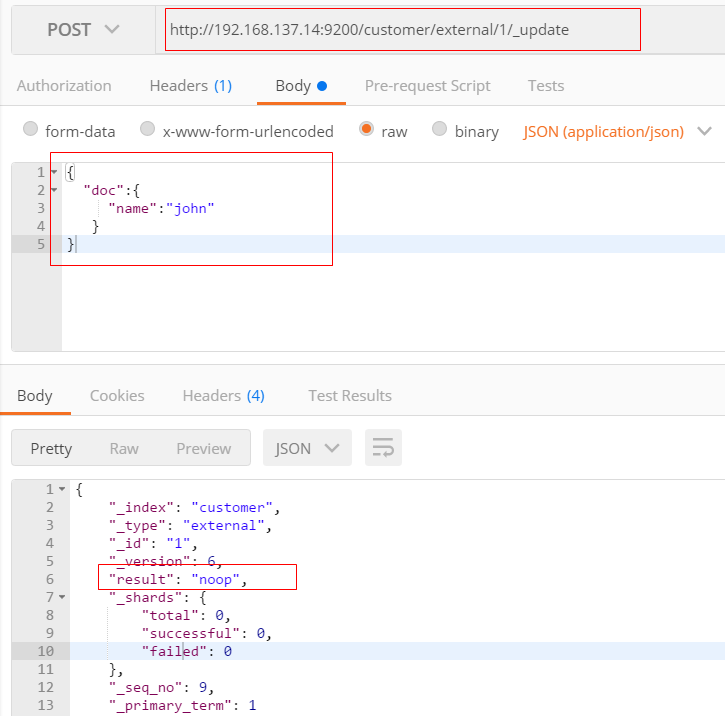 POST http://192.168.137.14:9200/customer/external/1/_update
Authorization Headers (1) Body Pre-request Script Tests
form-data x-www-form-urlencoded raw binary JSON (application/json)
1 {
2 "doc":{
3 "name":"john"
4 }
5 }
Body Cookies Headers (4) Test Results
Pretty Raw Preview JSON
1 {
2 "_index": "customer",
3 "_type": "external",
4 "_id": "1",
5 "_version": 6,
6 "result": "noop",
7 "_shards": {
8 "total": 0,
9 "successful": 0,
10 "failed": 0
11 },
12 "_seq_no": 9,
13 "_primary_term": 1